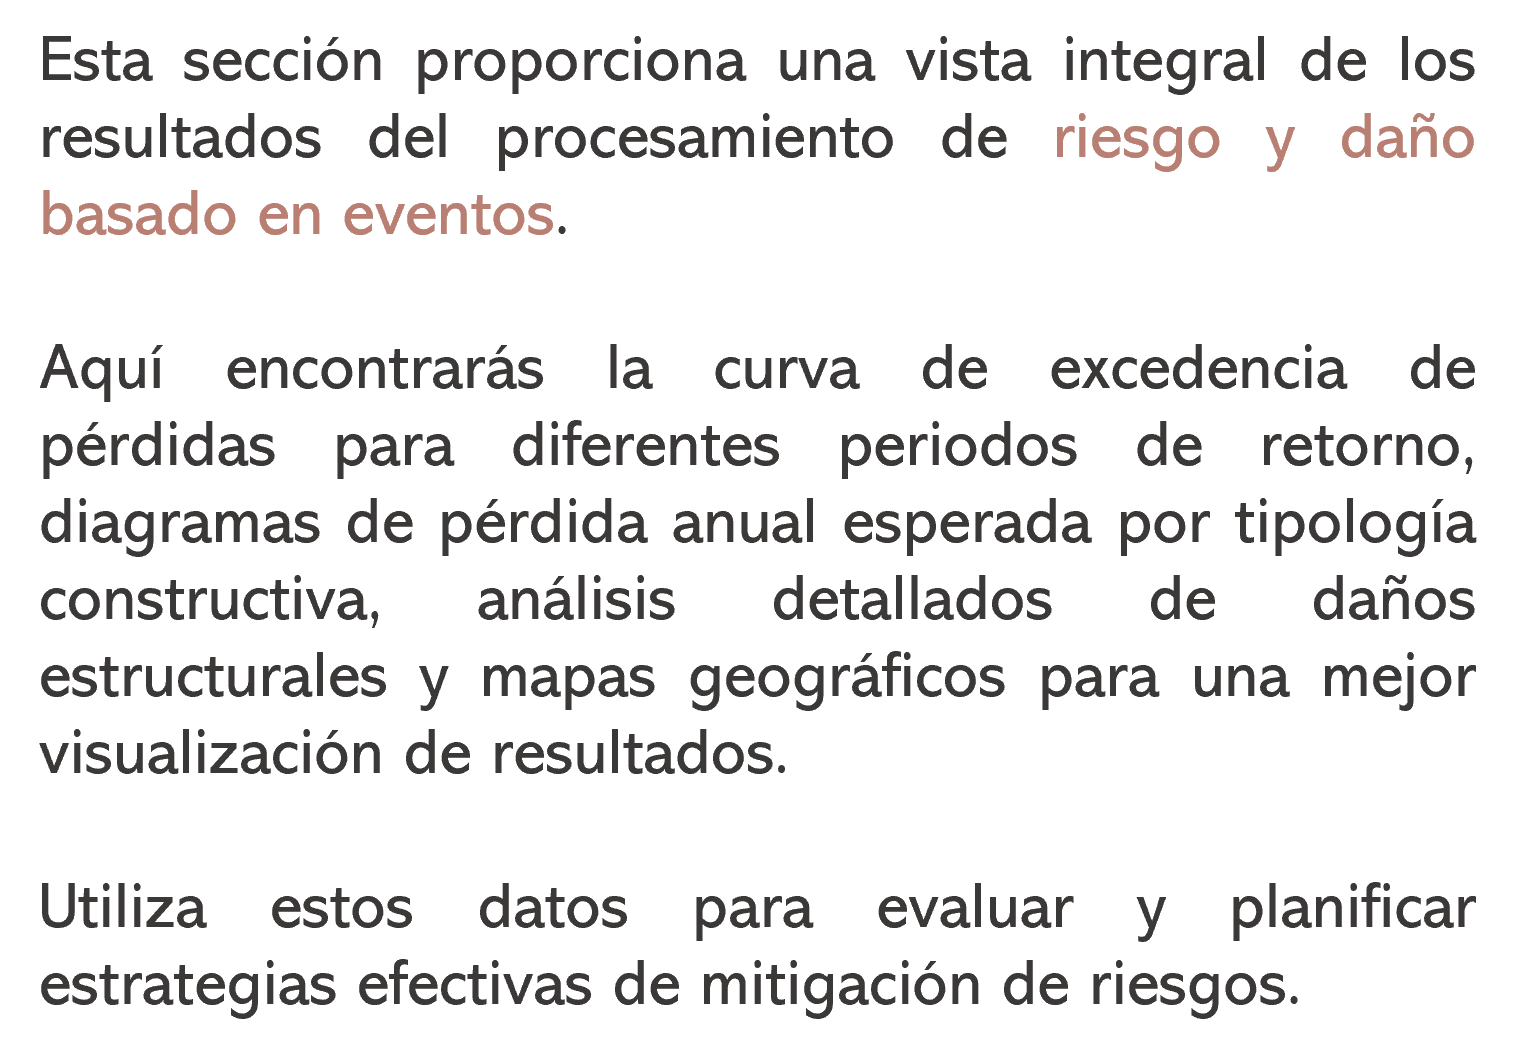 Esta sección proporciona una vista integral de los
resultados del procesamiento de riesgo y daño
basado en eventos.
Aquí encontrarás la curva de excedencia de
pérdidas para diferentes periodos de retorno,
diagramas de pérdida anual esperada por tipología
constructiva, análisis detallados de daños
estructurales y mapas geográficos para una mejor
visualización de resultados.
Utiliza estos datos para evaluar y planificar
estrategias efectivas de mitigación de riesgos.